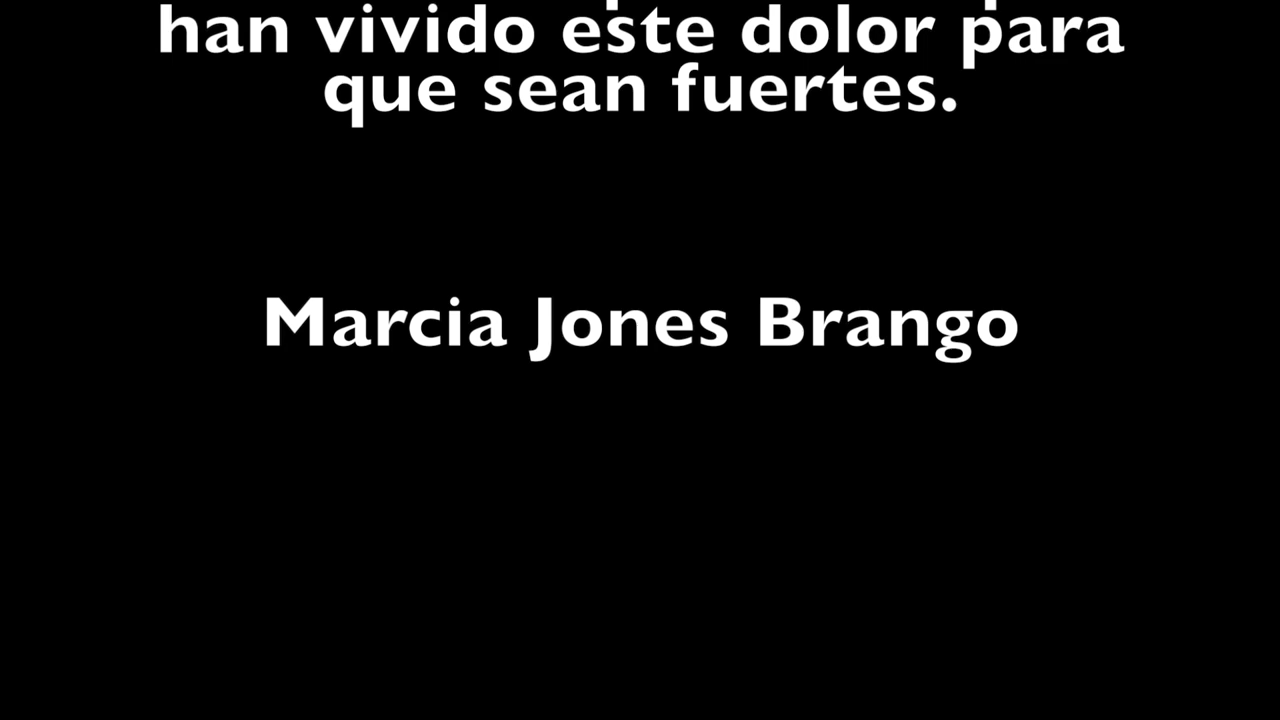 han vivido este dolor para
que sean fuertes.
Marcia Jones Brango